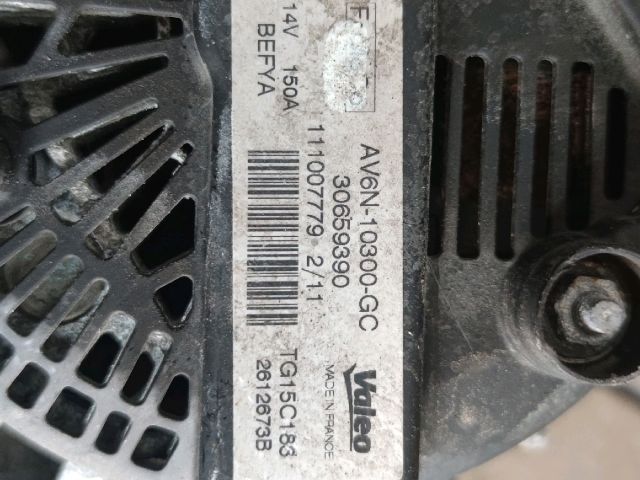 F
AV6N-10300-GC
30659390
111007779 2/11
14V 150A
BEFYA
Valeo
MADE IN FRANCE
TG15C183
2612673B